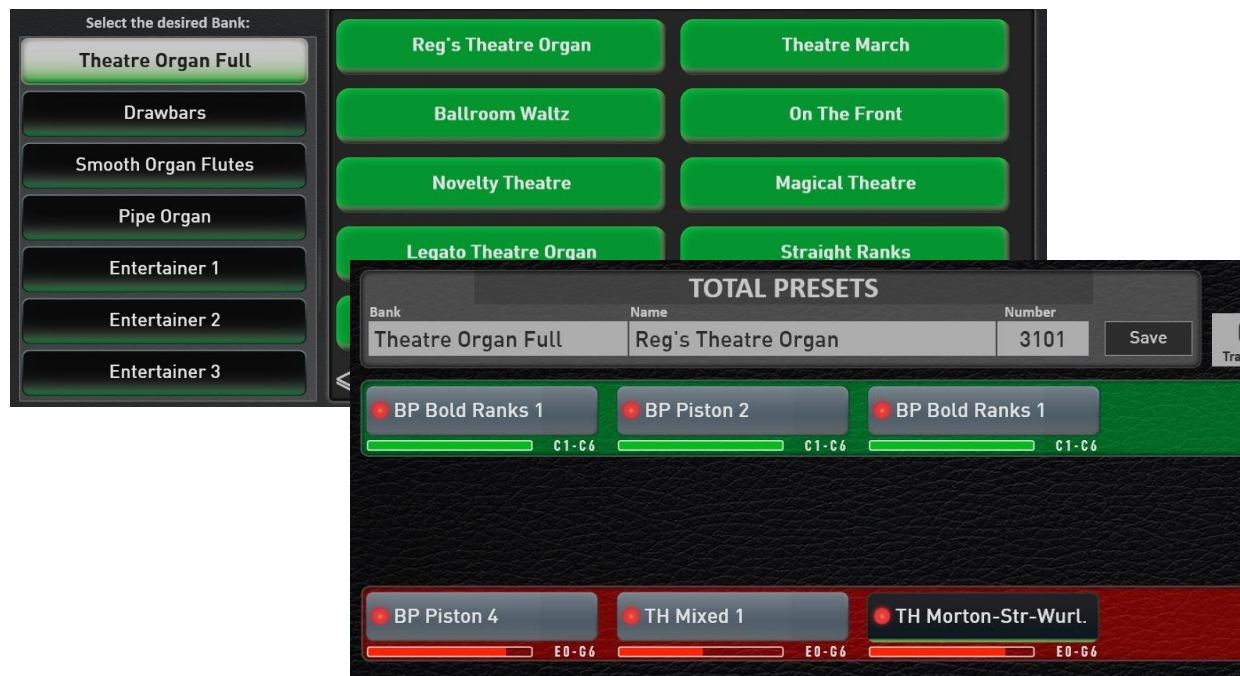 Select the desired Bank:
Theatre Organ Full
Drawbars
Smooth Organ Flutes
Pipe Organ
Entertainer 1
Entertainer 2
Entertainer 3
Reg's Theatre Organ
Theatre March
Ballroom Waltz
On The Front
Novelty Theatre
Magical Theatre
Legato Theatre Organ
Straight Ranks
TOTAL PRESETS
Bank Name Number
Theatre Organ Full Reg's Theatre Organ 3101 Save
BP Bold Ranks 1 BP Piston 2 BP Bold Ranks 1
C1-C6 C1-C6 C1-C6
BP Piston 4 TH Mixed 1 TH Morton-Str-Wurl.
E0-G6 E0-G6 E0-G6